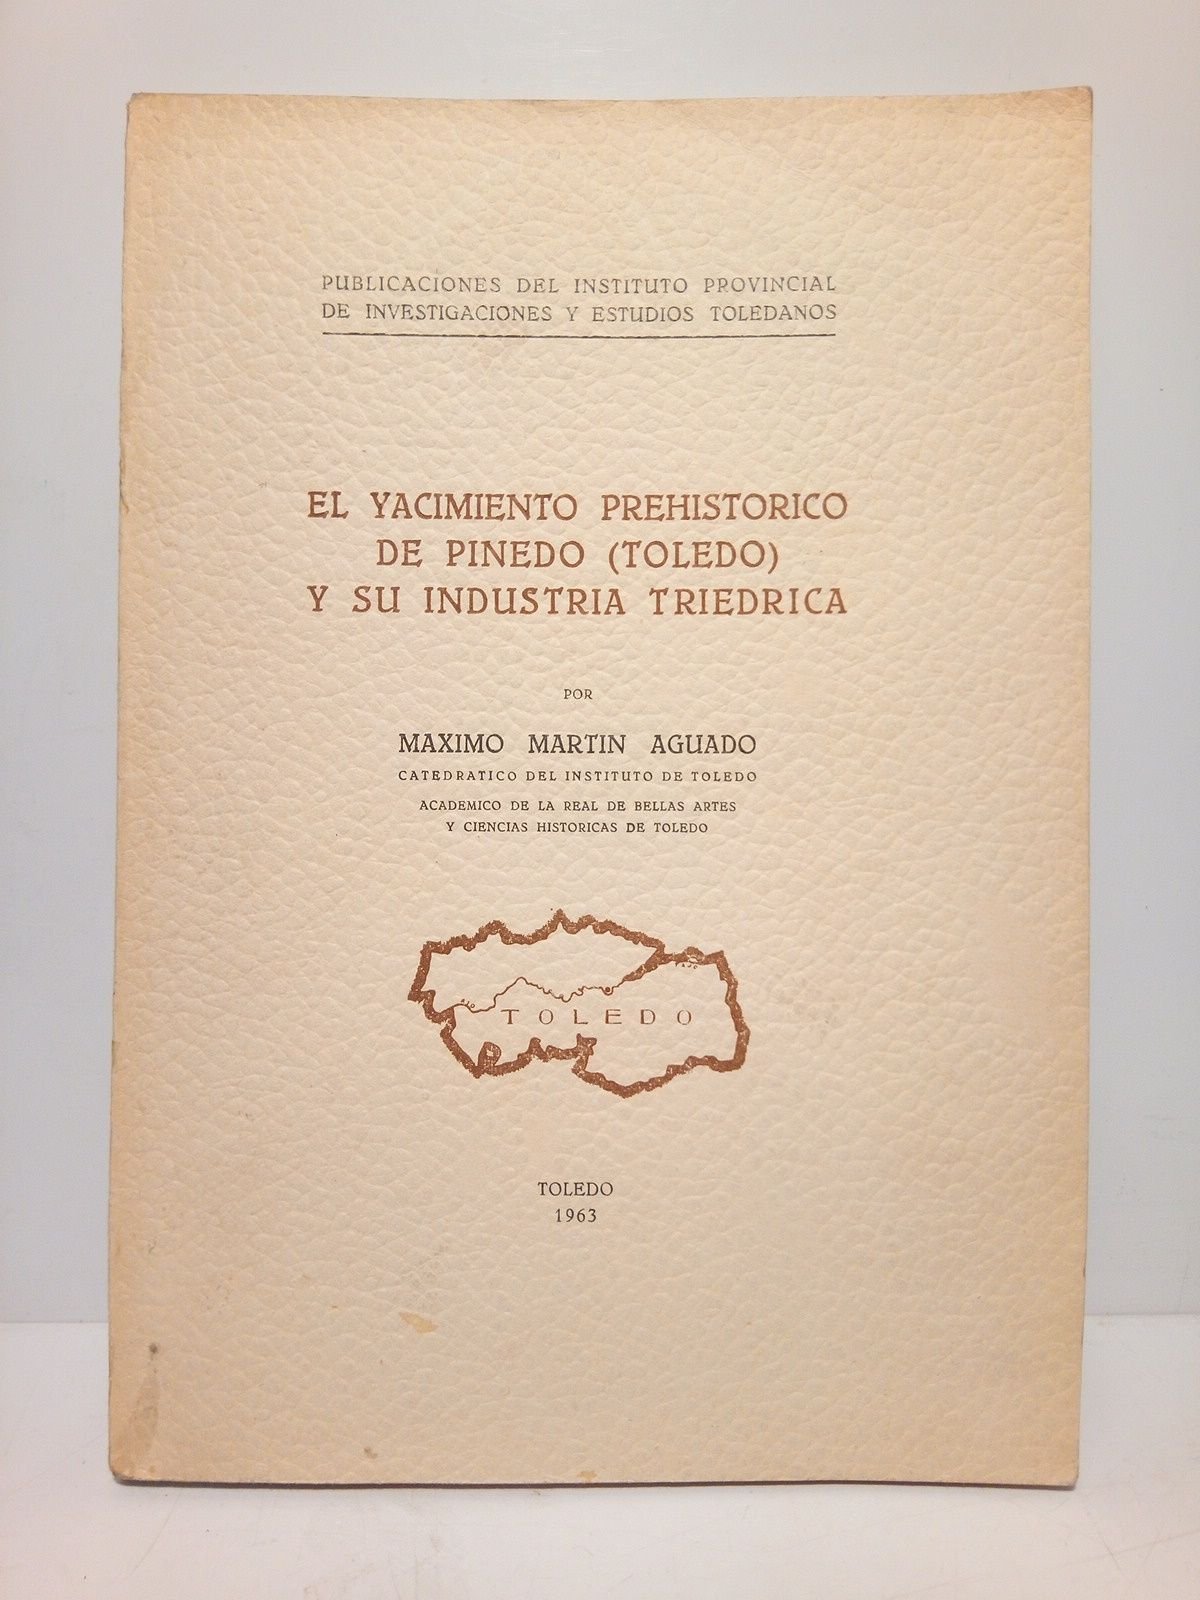 PUBLICACIONES DEL INSTITUTO PROVINCIAL
DE INVESTIGACIONES Y ESTUDIOS TOLEDANOS
EL YACIMIENTO PREHISTORICO
DE PINEDO (TOLEDO)
Y SU INDUSTRIA TRIEDRICA
POR
MAXIMO MARTIN AGUADO
CATEDRATICO DEL INSTITUTO DE TOLEDO
ACADEMICO DE LA REAL DE BELLAS ARTES
Y CIENCIAS HISTORICAS DE TOLEDO
TAJO
TOLEDO
TOLEDO
1963